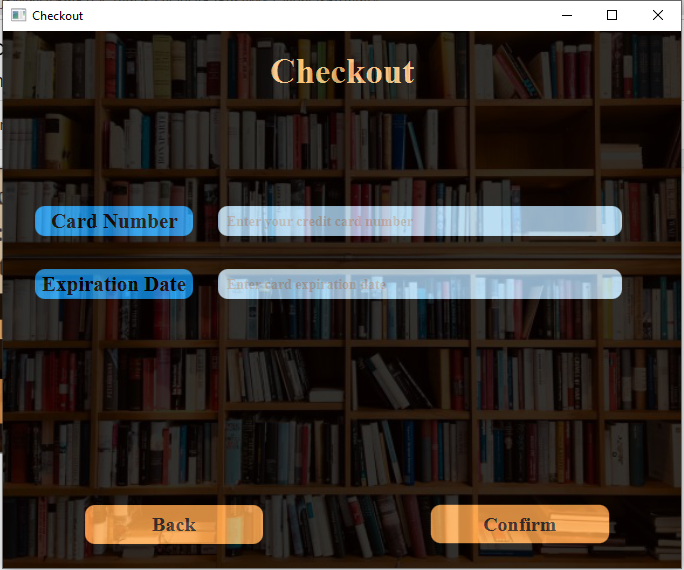 Checkout
Checkout
Card Number
Enter your credit card number
Expiration Date
Enter card expiration date
Back
Confirm